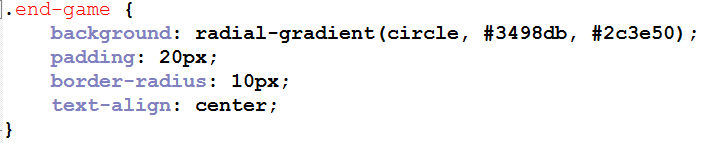 .end-game {
    background: radial-gradient(circle, #3498db, #2c3e50);
    padding: 20px;
    border-radius: 10px;
    text-align: center;
}